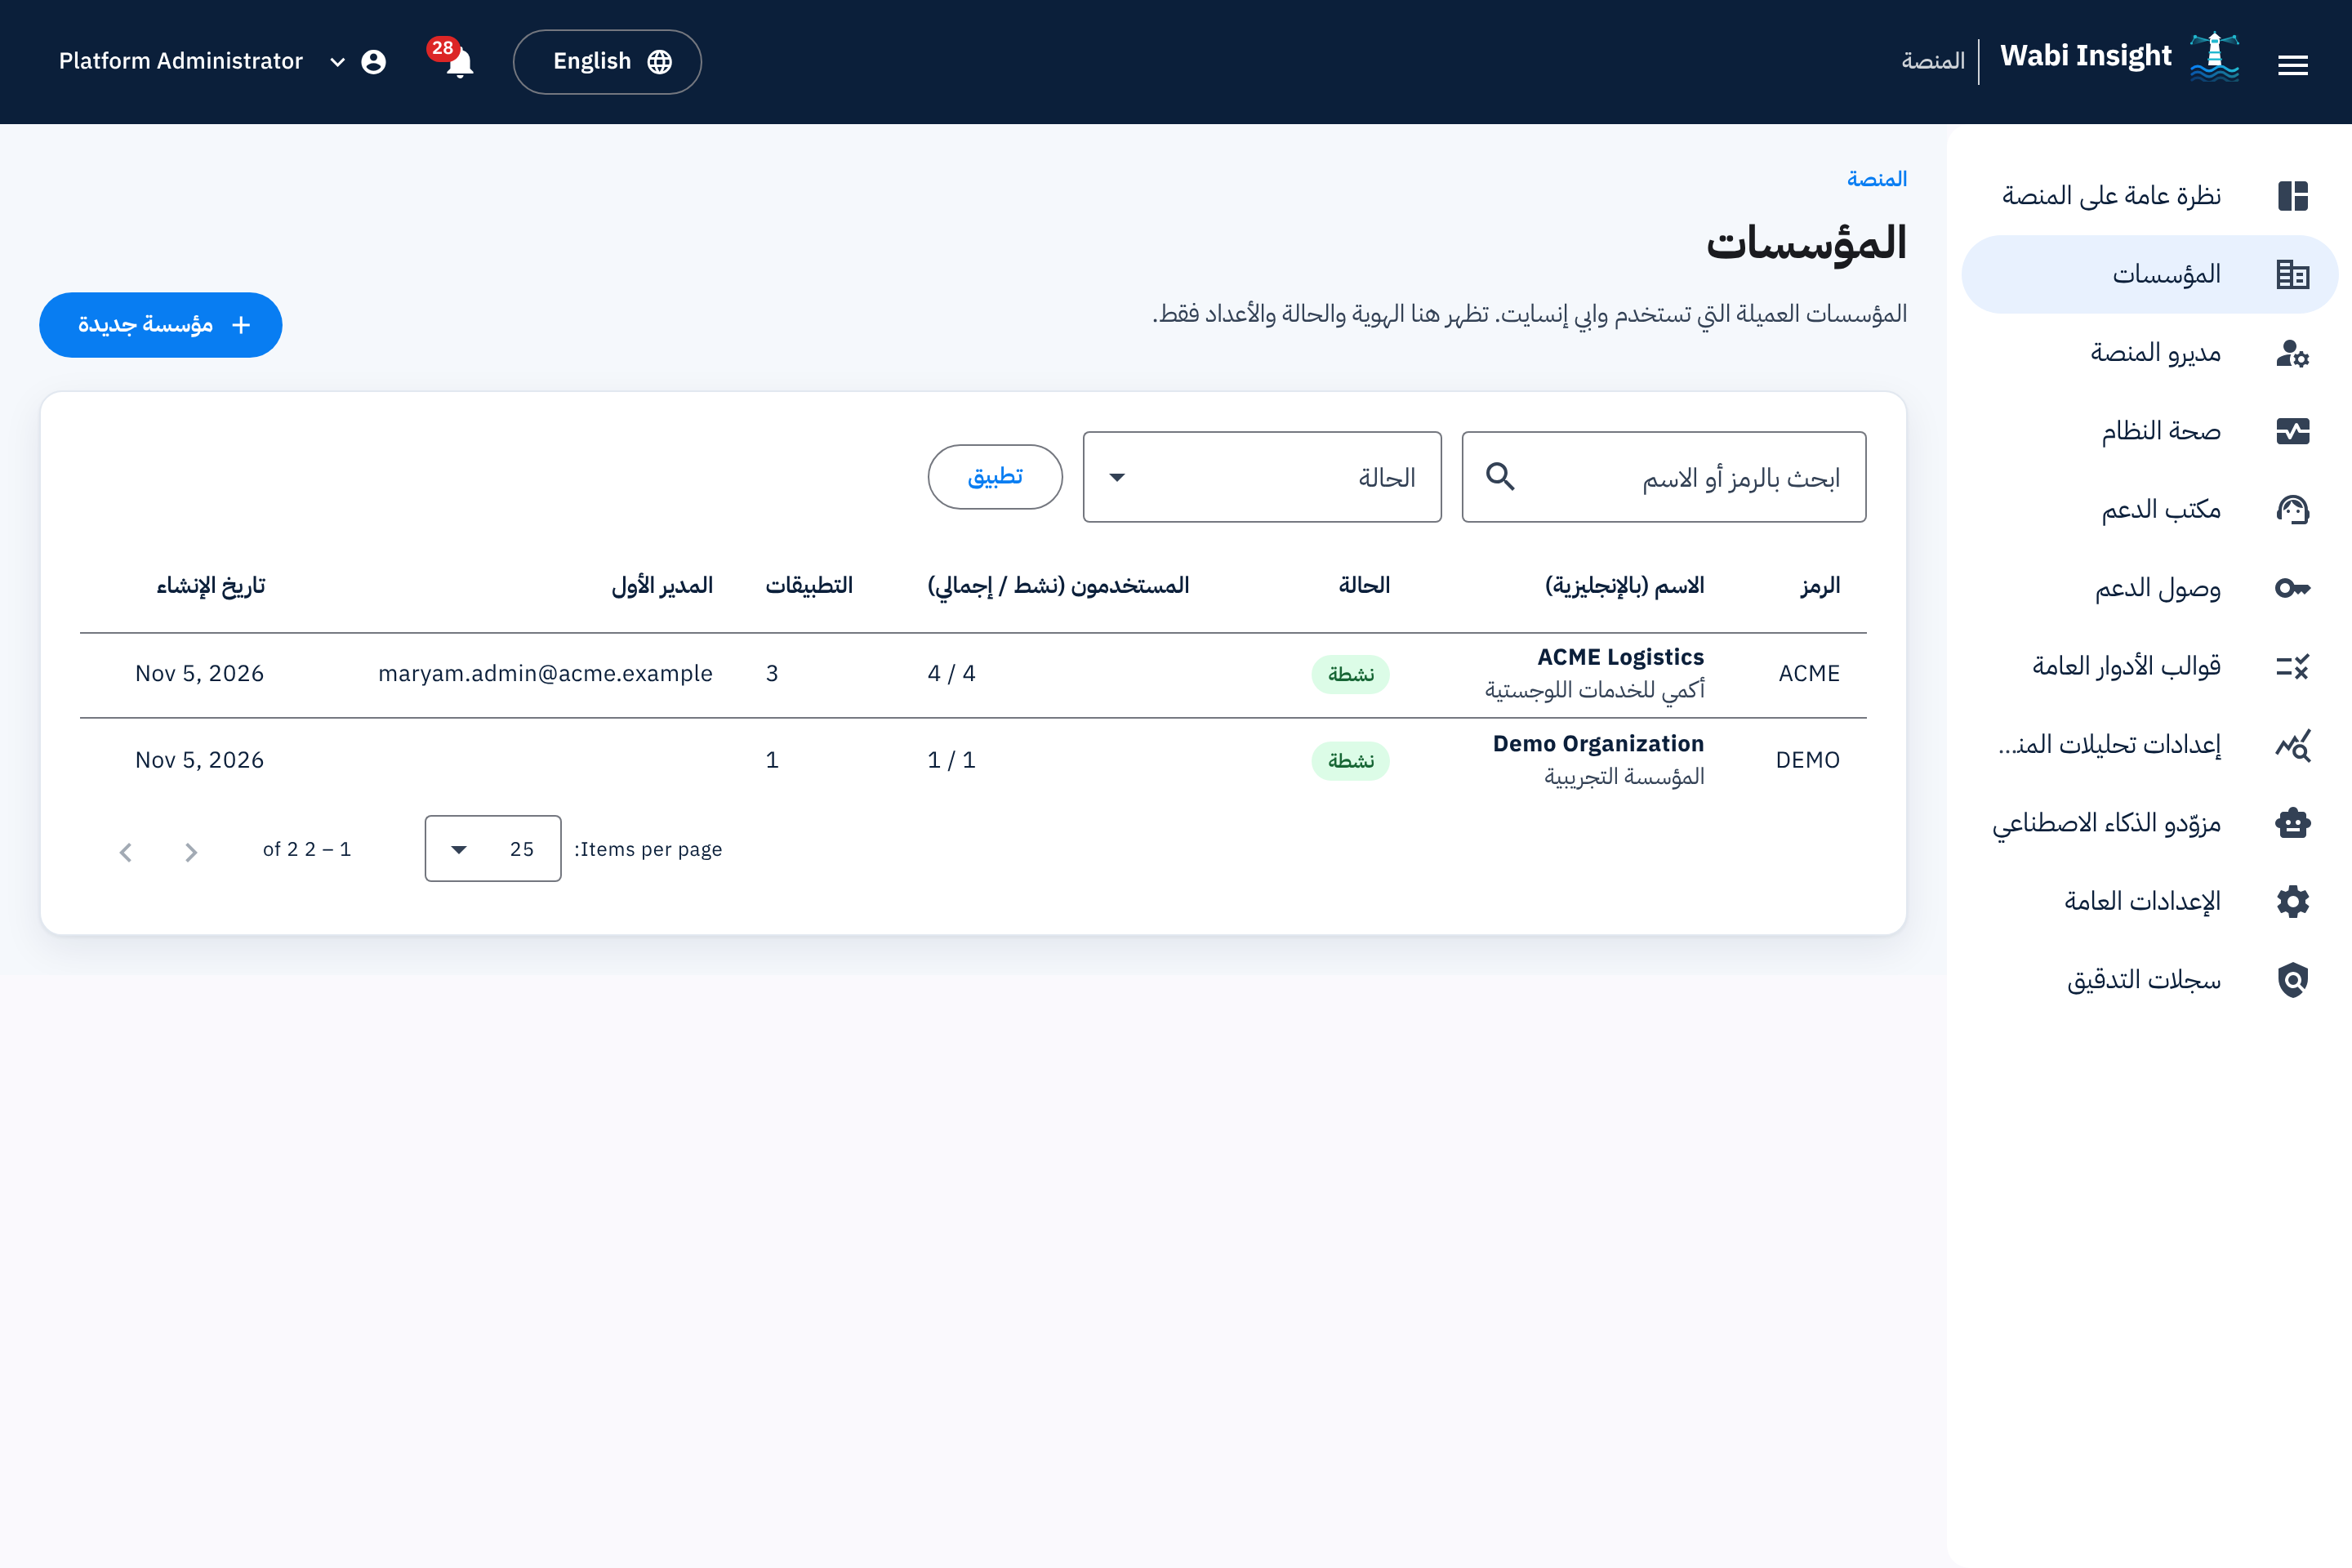 Wabi Insight
المنصة
English
28
Platform Administrator
نظرة عامة على المنصة
المؤسسات
مديرو المنصة
صحة النظام
مكتب الدعم
وصول الدعم
قوالب الأدوار العامة
إعدادات تحليلات المنـ...
مزوّدو الذكاء الاصطناعي
الإعدادات العامة
سجلات التدقيق
المنصة
المؤسسات
المؤسسات العميلة التي تستخدم وابي إنسايت. تظهر هنا الهوية والحالة والأعداد فقط.
مؤسسة جديدة
ابحث بالرمز أو الاسم
الحالة
تطبيق
الرمز الاسم (بالإنجليزية) الحالة المستخدمون (نشط / إجمالي) التطبيقات المدير الأول تاريخ الإنشاء
ACME ACME Logistics نشطة 4 / 4 3 maryam.admin@acme.example Nov 5, 2026
أكمي للخدمات اللوجستية
DEMO Demo Organization نشطة 1 / 1 1 Nov 5, 2026
المؤسسة التجريبية
:Items per page 25 of 2 2 – 1